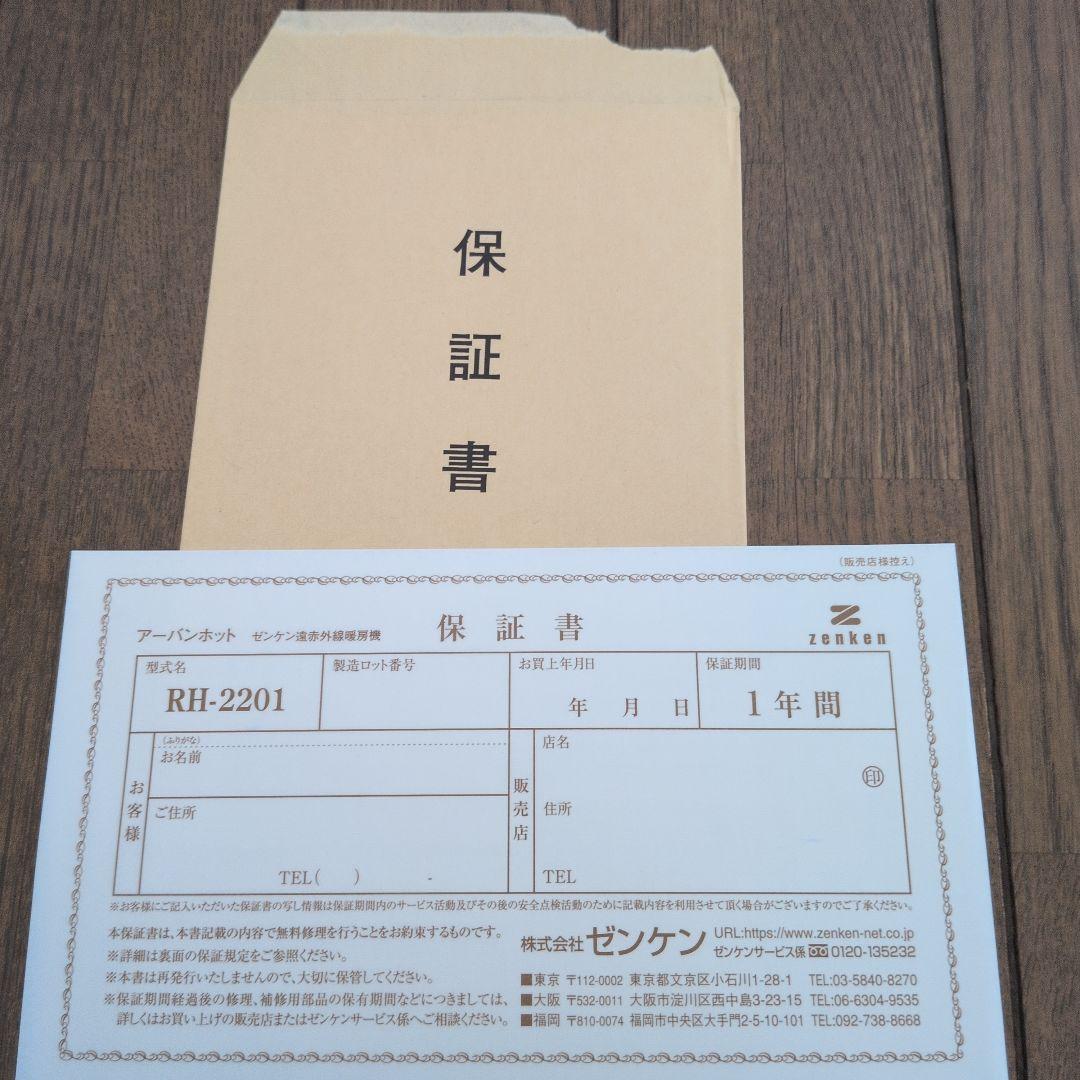 保
証
書
(販売店様控え)
アーバンホット ゼンケン遠赤外線暖房機 保証書
zenken
型式名
RH-2201
製造ロット番号
お買上年月日
年 月 日
保証期間
1年間
お客様
(ふりがな)
お名前
ご住所
TEL( ) -
販売店
店名
印
住所
TEL
※お客様にご記入いただいた保証書の写し情報は保証期間内のサービス活動及びその後の安全点検活動のために記載内容を利用させて頂く場合がございますのでご了承ください。
本保証書は、本書記載の内容で無料修理を行うことをお約束するものです。
※詳細は裏面の保証規定をご参照ください。
※本書は再発行いたしませんので、大切に保管してください。
※保証期間経過後の修理、補修用部品の保有期間などにつきましては、
詳しくはお買い上げの販売店またはゼンケンサービス係へご相談ください。
株式会社ゼンケン
URL:https://www.zenken-net.co.jp
ゼンケンサービス係 0120-135232
■東京 〒112-0002 東京都文京区小石川1-28-1 TEL:03-5840-8270
■大阪 〒532-0011 大阪市淀川区西中島3-23-15 TEL:06-6304-9535
■福岡 〒810-0074 福岡市中央区大手門2-5-10-101 TEL:092-738-8668